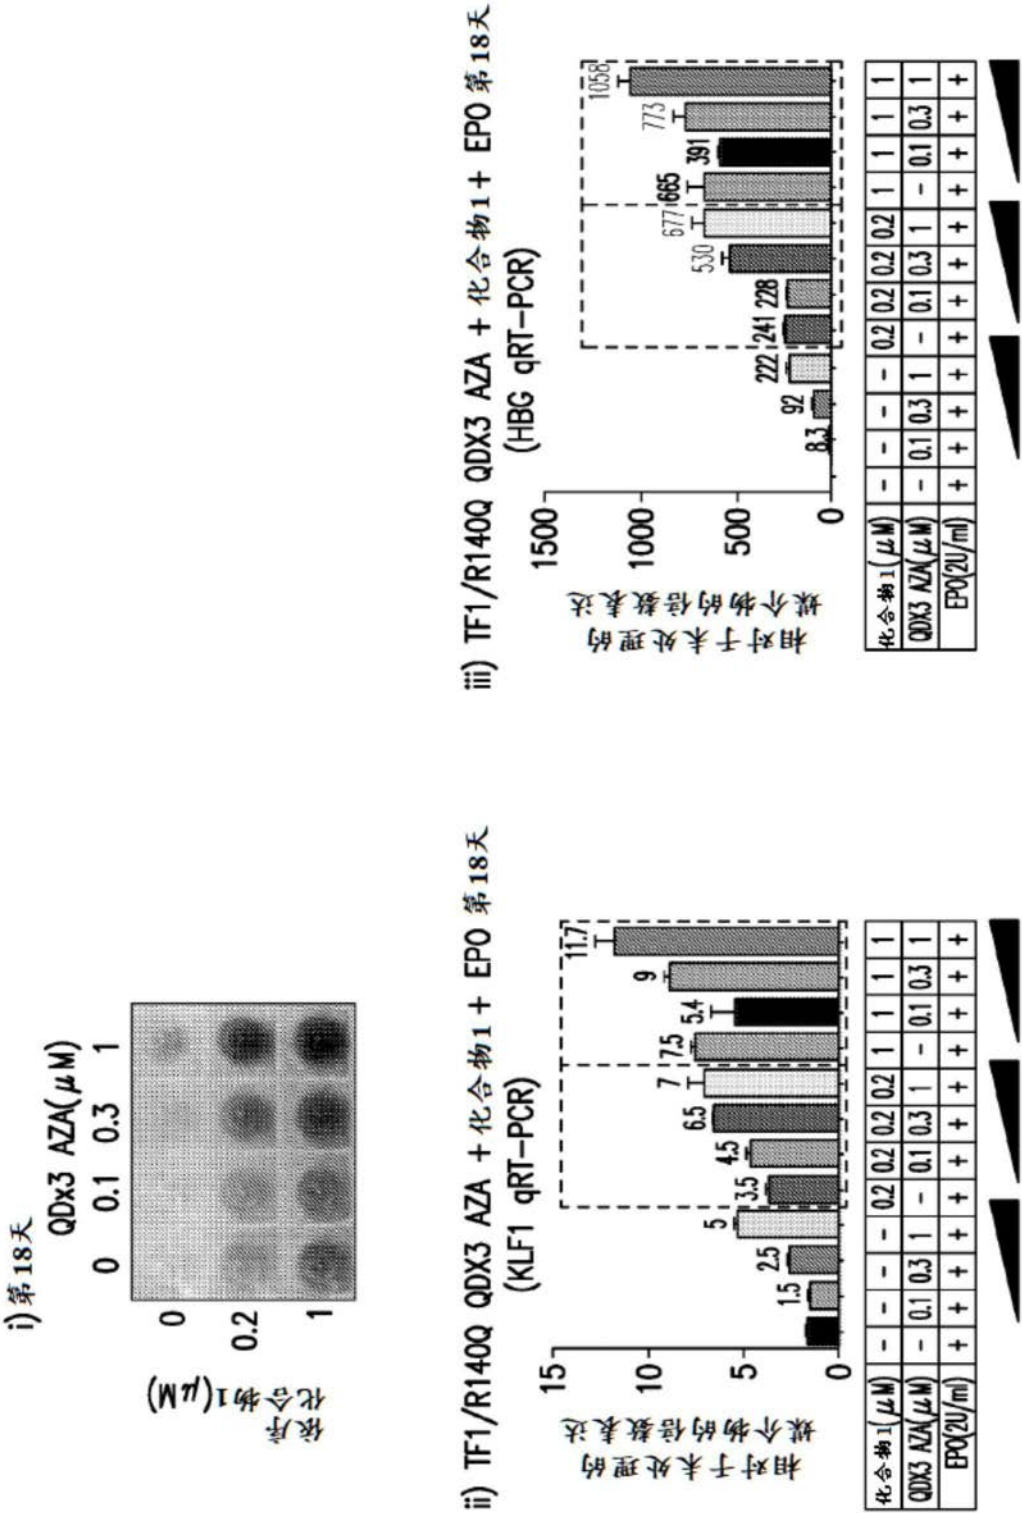 i)第18天
QDx3 AZA(μM)
0 0.1 0.3 1
依序
化合物1(μM)
0
0.2
1
ii) TF1/R140Q QDX3 AZA +化合物1+ EPO 第18天
(KLF1 qRT-PCR)
相对于未处理的
媒介物的倍数表达
15
10
5
0
1.5 2.5 5 3.5 4.5 6.5 7 7.5 5.4 9 11.7
化合物1(μM) - - - - 0.2 0.2 0.2 0.2 1 1 1 1
QDX3 AZA(μM) - 0.1 0.3 1 - 0.1 0.3 1 - 0.1 0.3 1
EPO(2U/ml) + + + + + + + + + + + +
iii) TF1/R140Q QDX3 AZA + 化合物1+ EPO 第18天
(HBG qRT-PCR)
相对于未处理的
媒介物的倍数表达
1500
1000
500
0
8.3 92 222 241 228 530 677 665 391 773 1058
化合物1(μM) - - - - 0.2 0.2 0.2 0.2 1 1 1 1
QDX3 AZA(μM) - 0.1 0.3 1 - 0.1 0.3 1 - 0.1 0.3 1
EPO(2U/ml) + + + + + + + + + + + +